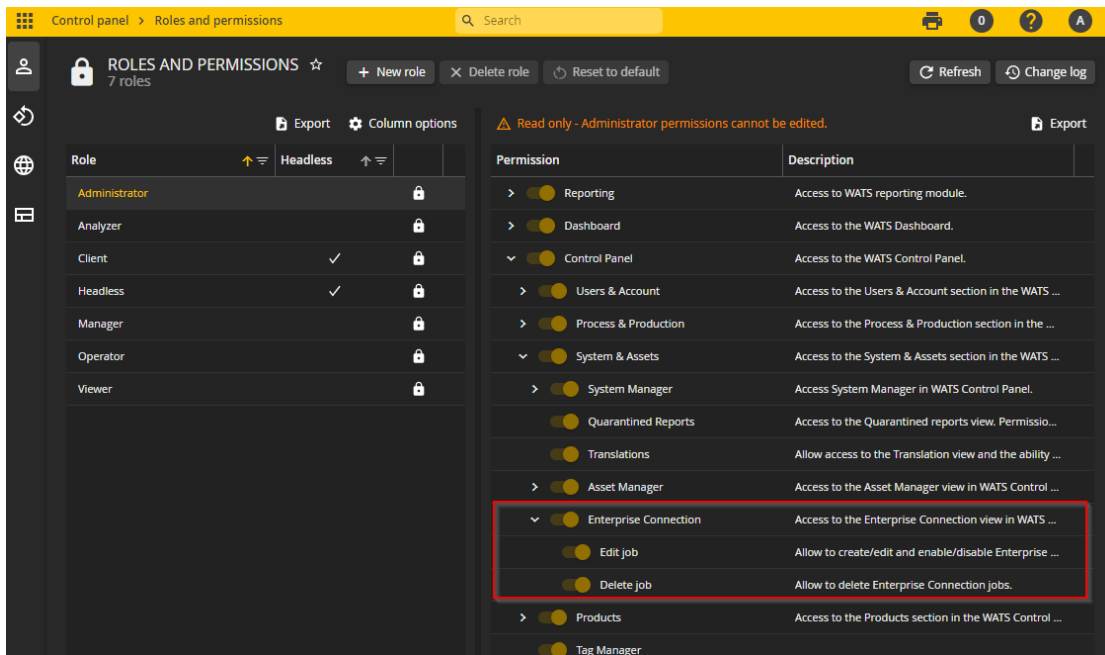 Control panel > Roles and permissions
Search
0
?
A
ROLES AND PERMISSIONS
7 roles
+ New role
Delete role
Reset to default
Refresh
Change log
Export
Column options
Read only - Administrator permissions cannot be edited.
Export
Role
Headless
Permission
Description
Administrator
Analyzer
Client
Headless
Manager
Operator
Viewer
Reporting Access to WATS reporting module.
Dashboard Access to the WATS Dashboard.
Control Panel Access to the WATS Control Panel.
Users & Account Access to the Users & Account section in the WATS ...
Process & Production Access to the Process & Production section in the ...
System & Assets Access to the System & Assets section in the WATS ...
System Manager Access System Manager in WATS Control Panel.
Quarantined Reports Access to the Quarantined reports view. Permissio...
Translations Allow access to the Translation view and the ability ...
Asset Manager Access to the Asset Manager view in WATS Control ...
Enterprise Connection Access to the Enterprise Connection view in WATS ...
Edit job Allow to create/edit and enable/disable Enterprise ...
Delete job Allow to delete Enterprise Connection jobs.
Products Access to the Products section in the WATS Control ...
Tag Manager